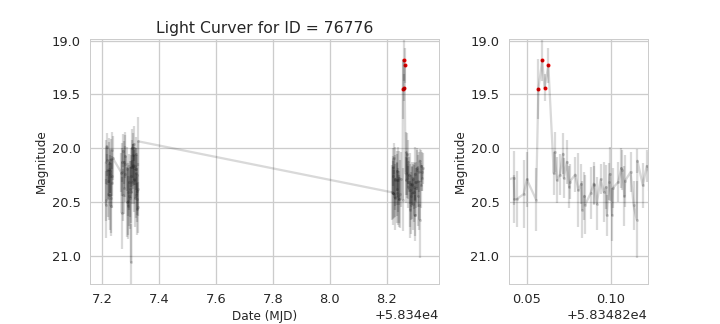 Light Curver for ID = 76776
19.0
19.5
20.0
20.5
21.0
Magnitude
7.2 7.4 7.6 7.8 8.0 8.2
Date (MJD)
+5.834e4
19.0
19.5
20.0
20.5
21.0
Magnitude
0.05 0.10
+5.83482e4